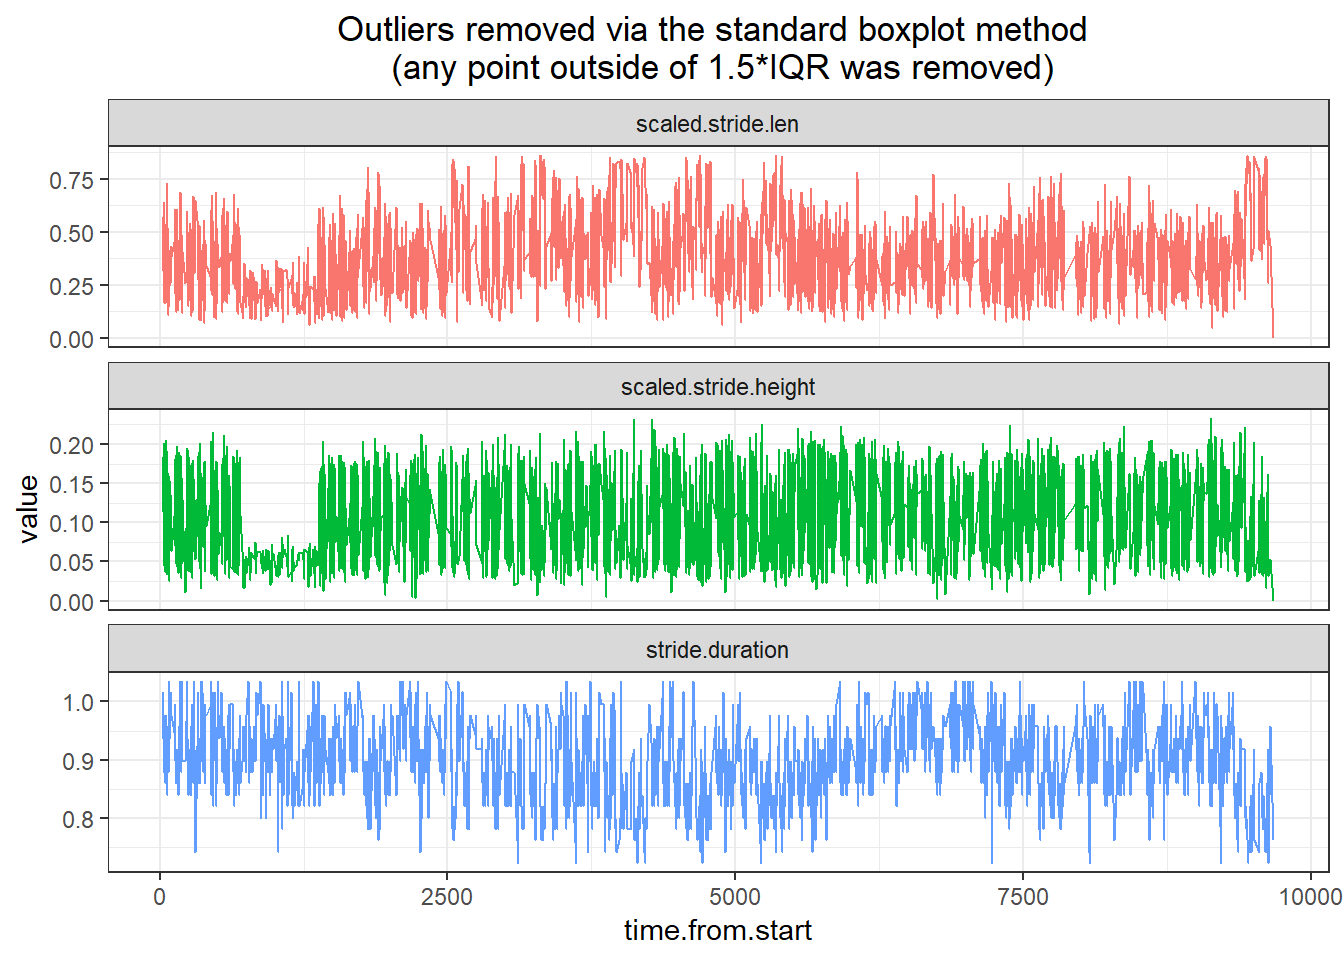 Outliers removed via the standard boxplot method
(any point outside of 1.5*IQR was removed)
scaled.stride.len
0.75
0.50
0.25
0.00
scaled.stride.height
0.20
0.15
0.10
0.05
0.00
value
stride.duration
1.0
0.9
0.8
0 2500 5000 7500 10000
time.from.start